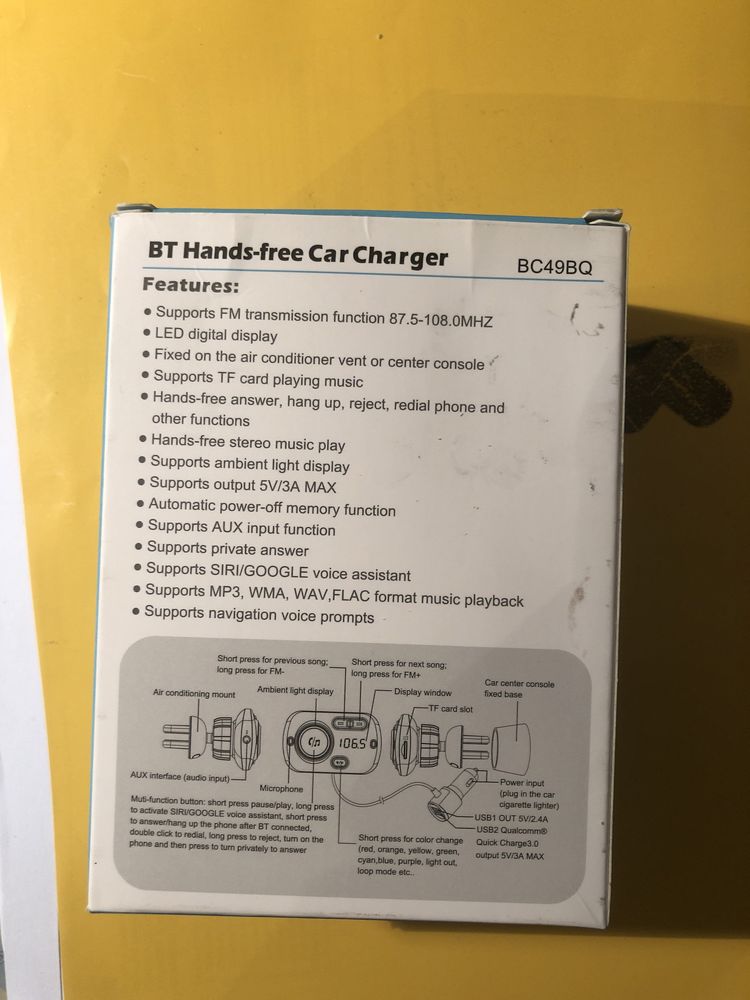 BT Hands-free Car Charger
BC49BQ
Features:
• Supports FM transmission function 87.5-108.0MHZ
• LED digital display
• Fixed on the air conditioner vent or center console
• Supports TF card playing music
• Hands-free answer, hang up, reject, redial phone and
other functions
• Hands-free stereo music play
• Supports ambient light display
• Supports output 5V/3A MAX
• Automatic power-off memory function
• Supports AUX input function
• Supports private answer
• Supports SIRI/GOOGLE voice assistant
• Supports MP3, WMA, WAV,FLAC format music playback
• Supports navigation voice prompts
Short press for previous song;
long press for FM-
Short press for next song;
long press for FM+
Car center console
fixed base
Air conditioning mount
Ambient light display
Display window
TF card slot
106.5
AUX interface (audio input)
Microphone
Power input
(plug in the car
cigarette lighter)
Muti-function button: short press pause/play, long press
to activate SIRI/GOOGLE voice assistant, short press
to answer/hang up the phone after BT connected,
double click to redial, long press to reject, turn on the
phone and then press to turn privately to answer
Short press for color change
(red, orange, yellow, green,
cyan,blue, purple, light out,
loop mode etc..
USB1 OUT 5V/2.4A
USB2 Qualcomm®
Quick Charge3.0
output 5V/3A MAX